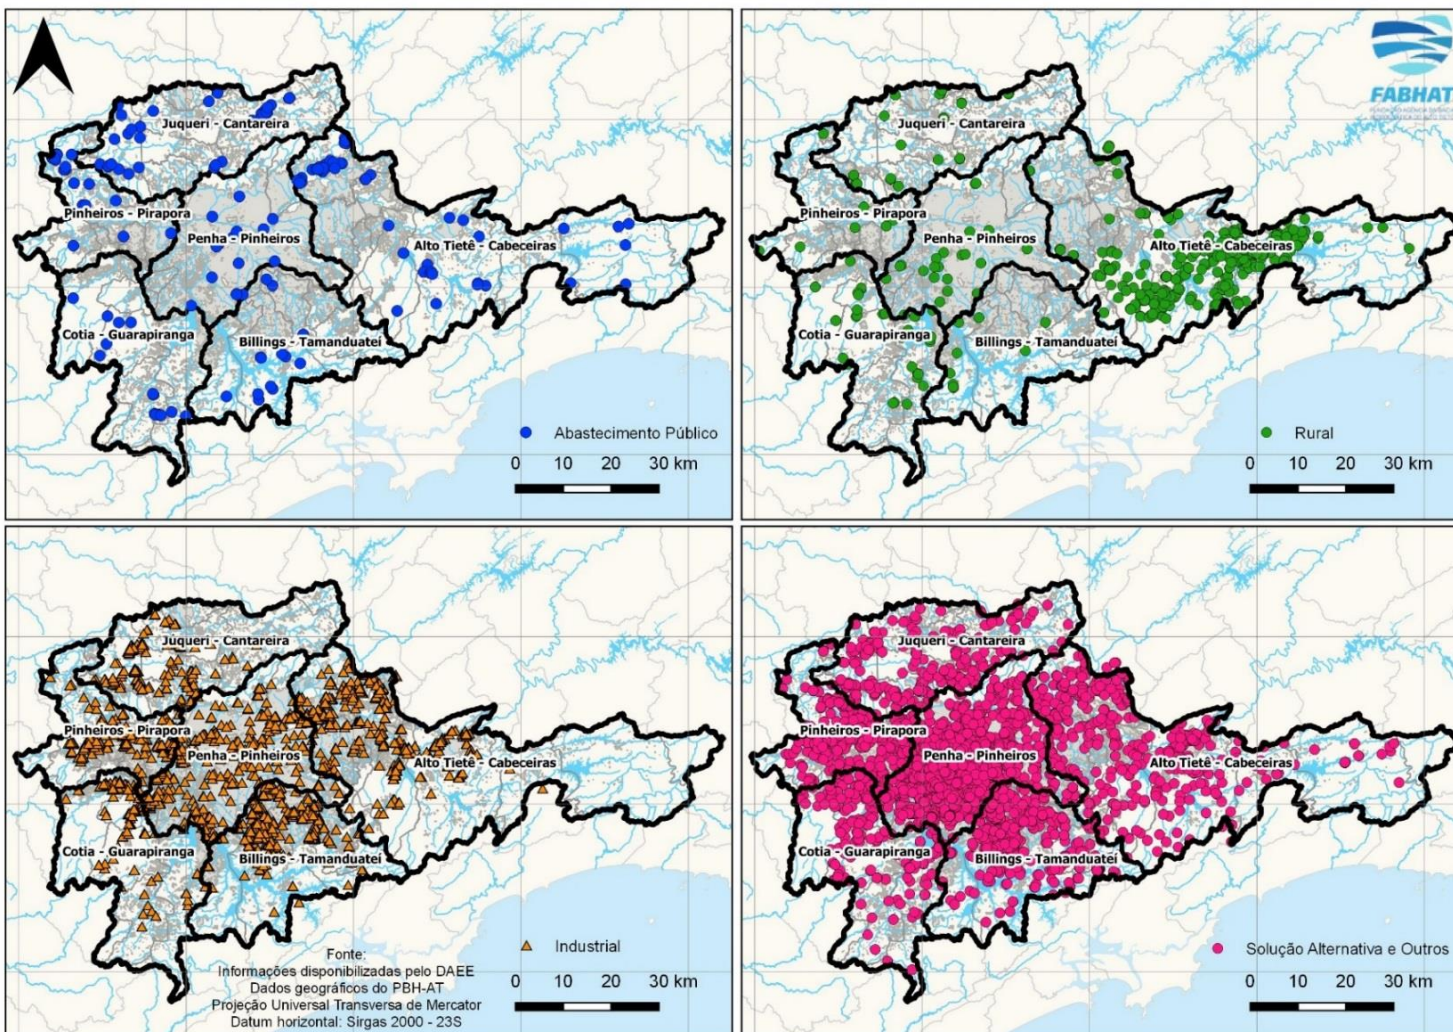 Juqueri - Cantareira
Pinheiros - Pirapora
Penha - Pinheiros
Alto Tietê - Cabeceiras
Cotia - Guarapiranga
Billings - Tamanduateí
Abastecimento Público
0 10 20 30 km
FABHAT
Juqueri - Cantareira
Pinheiros - Pirapora
Penha - Pinheiros
Alto Tietê - Cabeceiras
Cotia - Guarapiranga
Billings - Tamanduateí
Rural
0 10 20 30 km
Juqueri - Cantareira
Pinheiros - Pirapora
Penha - Pinheiros
Alto Tietê - Cabeceiras
Cotia - Guarapiranga
Billings - Tamanduateí
Industrial
Fonte:
Informações disponibilizadas pelo DAEE
Dados geográficos do PBH-AT
Projeção Universal Transversa de Mercator
Datum horizontal: Sirgas 2000 - 23S
0 10 20 30 km
Juqueri - Cantareira
Pinheiros - Pirapora
Penha - Pinheiros
Alto Tietê - Cabeceiras
Cotia - Guarapiranga
Billings - Tamanduateí
Solução Alternativa e Outros
0 10 20 30 km